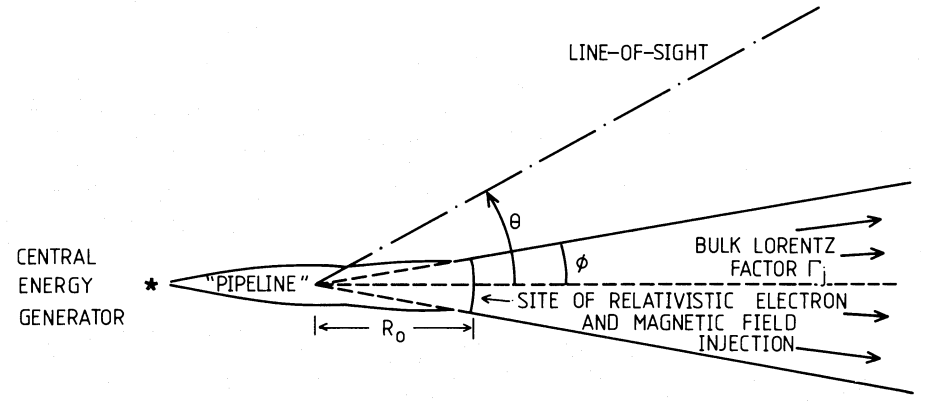 LINE-OF-SIGHT
θ
CENTRAL
ENERGY
GENERATOR
*
"PIPELINE"
ϕ
BULK LORENTZ
FACTOR Γj
SITE OF RELATIVISTIC ELECTRON
AND MAGNETIC FIELD
INJECTION
R₀